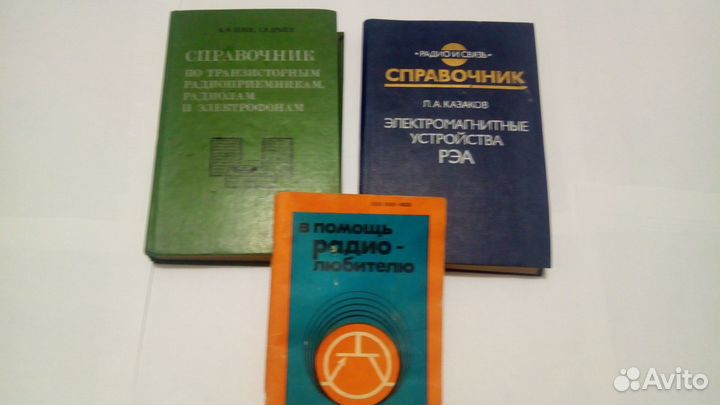 СПРАВОЧНИК
ПО ТРАНЗИСТОРНЫМ
РАДИОПРИЕМНИКАМ,
РАДИОЛАМ
И ЭЛЕКТРОФОНАМ
• РАДИО И СВЯЗЬ •
СПРАВОЧНИК
Л.А. КАЗАКОВ
ЭЛЕКТРОМАГНИТНЫЕ
УСТРОЙСТВА
РЭА
В ПОМОЩЬ
РАДИО-
ЛЮБИТЕЛЮ
Avito